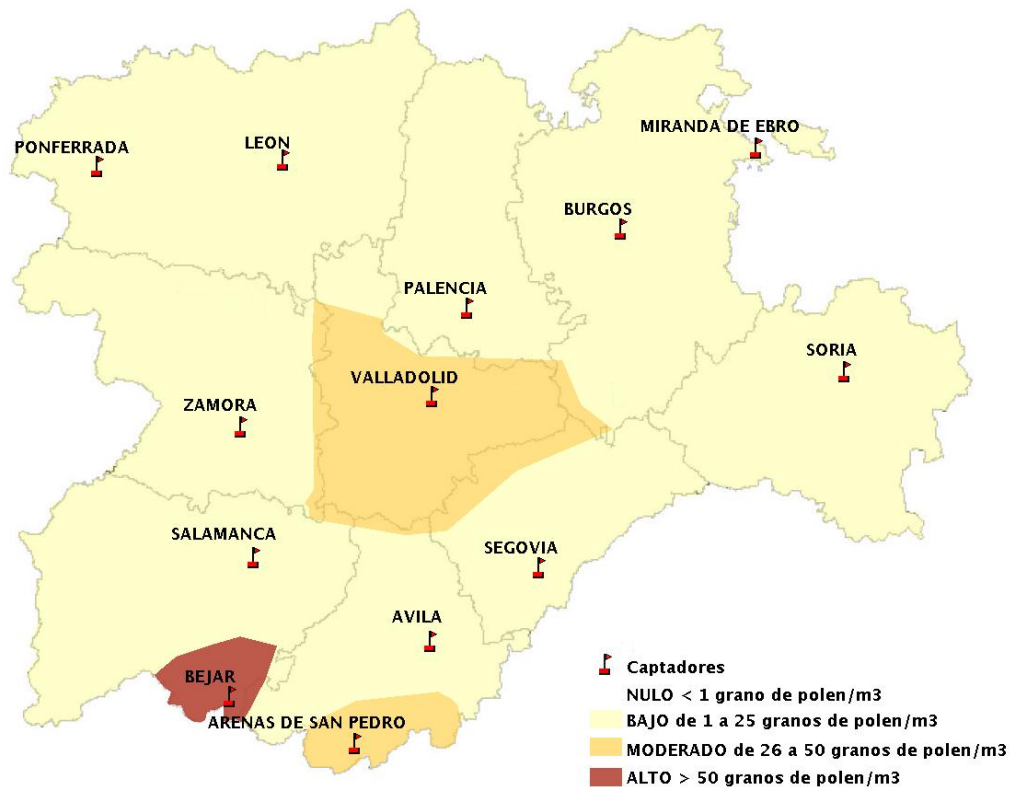 MIRANDA DE EBRO
PONFERRADA
LEON
BURGOS
PALENCIA
SORIA
VALLADOLID
ZAMORA
SALAMANCA
SEGOVIA
AVILA
BEJAR
ARENAS DE SAN PEDRO
Captadores
NULO < 1 grano de polen/m3
BAJO de 1 a 25 granos de polen/m3
MODERADO de 26 a 50 granos de polen/m3
ALTO > 50 granos de polen/m3